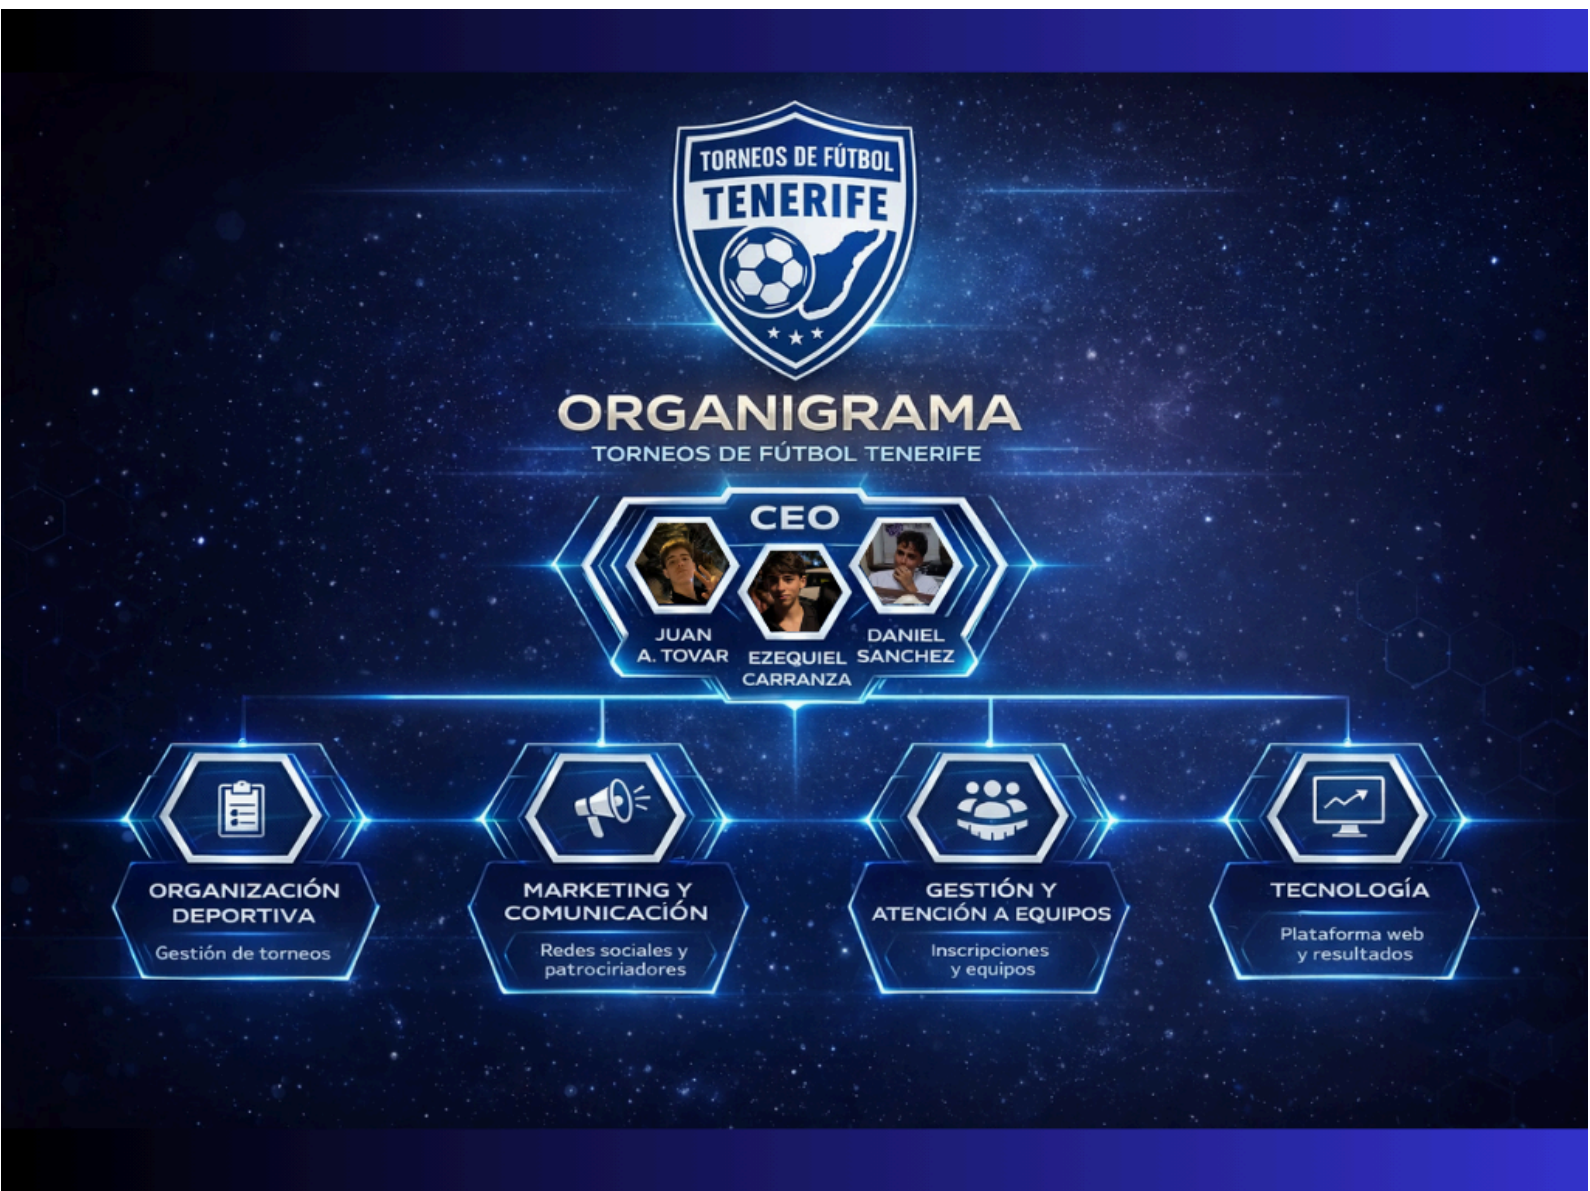 TORNEOS DE FÚTBOL
TENERIFE
ORGANIGRAMA
TORNEOS DE FÚTBOL TENERIFE
CEO
JUAN
A. TOVAR
EZEQUIEL
CARRANZA
DANIEL
SANCHEZ
ORGANIZACIÓN
DEPORTIVA
Gestión de torneos
MARKETING Y
COMUNICACIÓN
Redes sociales y
patrociriadores
GESTIÓN Y
ATENCIÓN A EQUIPOS
Inscripciones
y equipos
TECNOLOGÍA
Plataforma web
y resultados